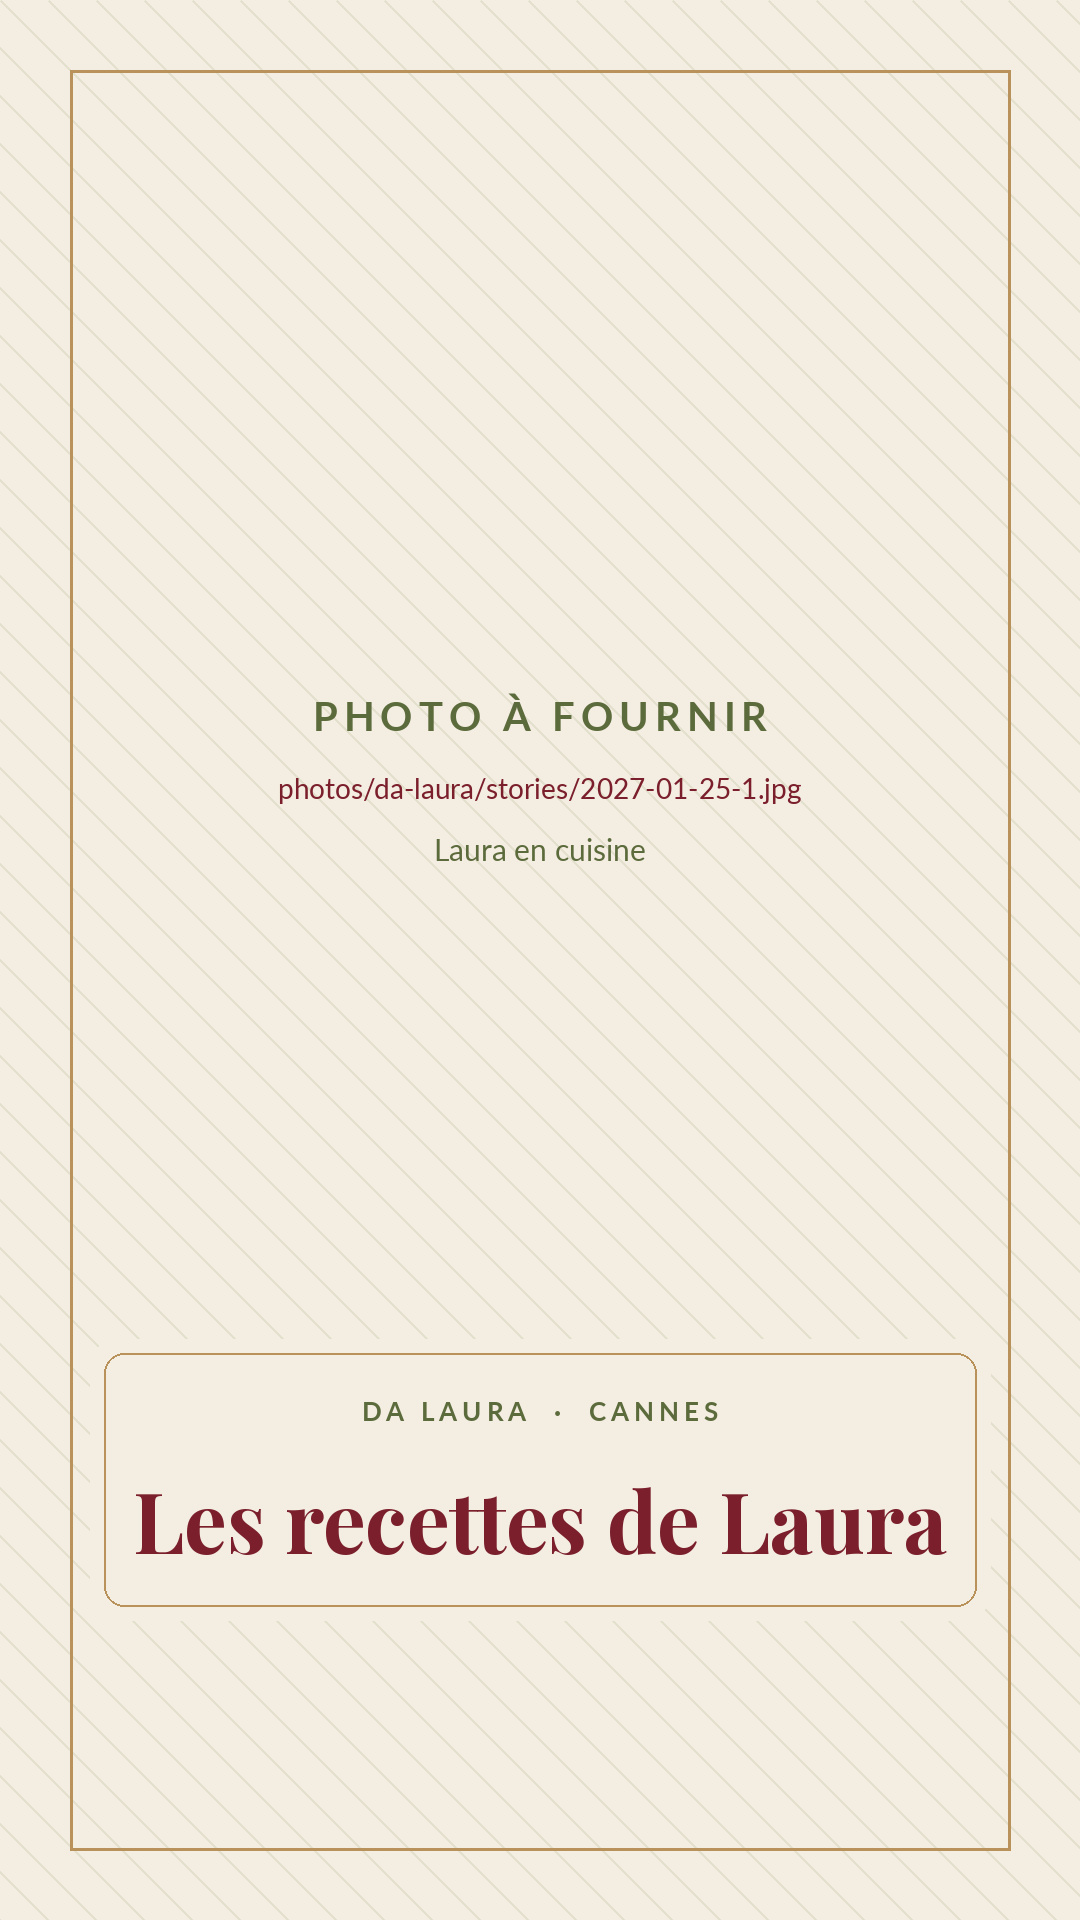 PHOTO À FOURNIR
photos/da-laura/stories/2027-01-25-1.jpg
Laura en cuisine
DA LAURA · CANNES
Les recettes de Laura